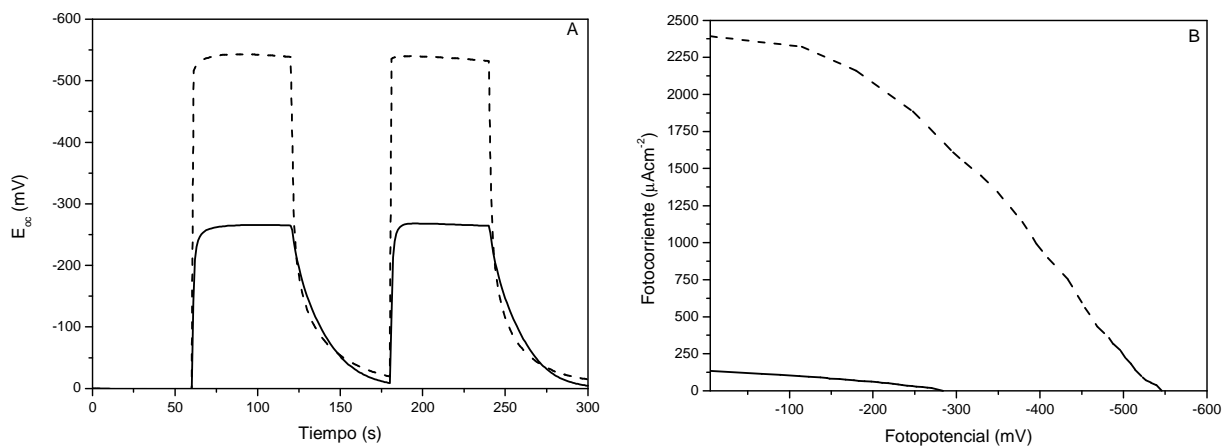 A
-600
-500
-400
-300
-200
-100
0
E_oc (mV)
0 50 100 150 200 250 300
Tiempo (s)
B
2500
2250
2000
1750
1500
1250
1000
750
500
250
0
Fotocorriente (μAcm⁻²)
-100 -200 -300 -400 -500 -600
Fotopotencial (mV)